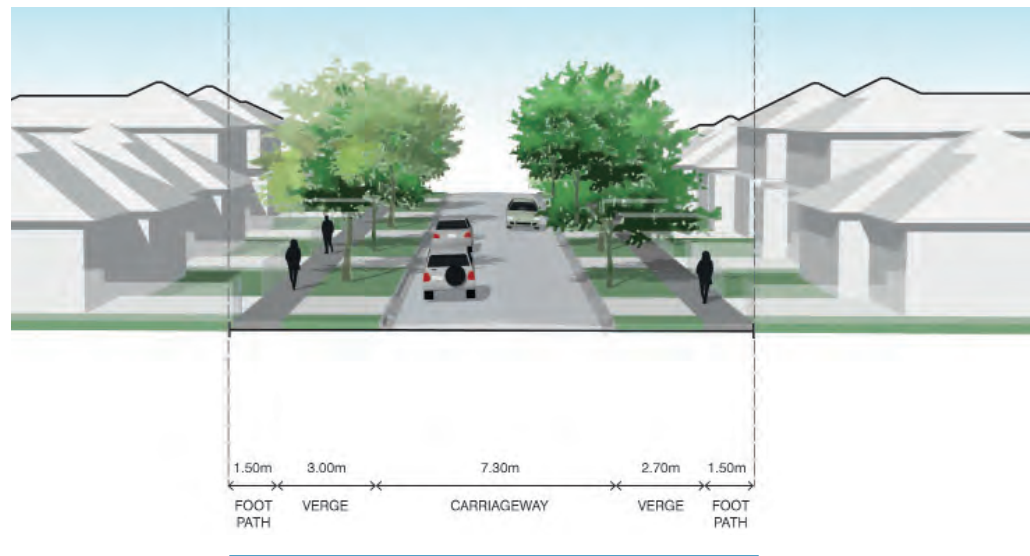 1.50m 3.00m 7.30m 2.70m 1.50m
FOOT PATH VERGE CARRIAGEWAY VERGE FOOT PATH